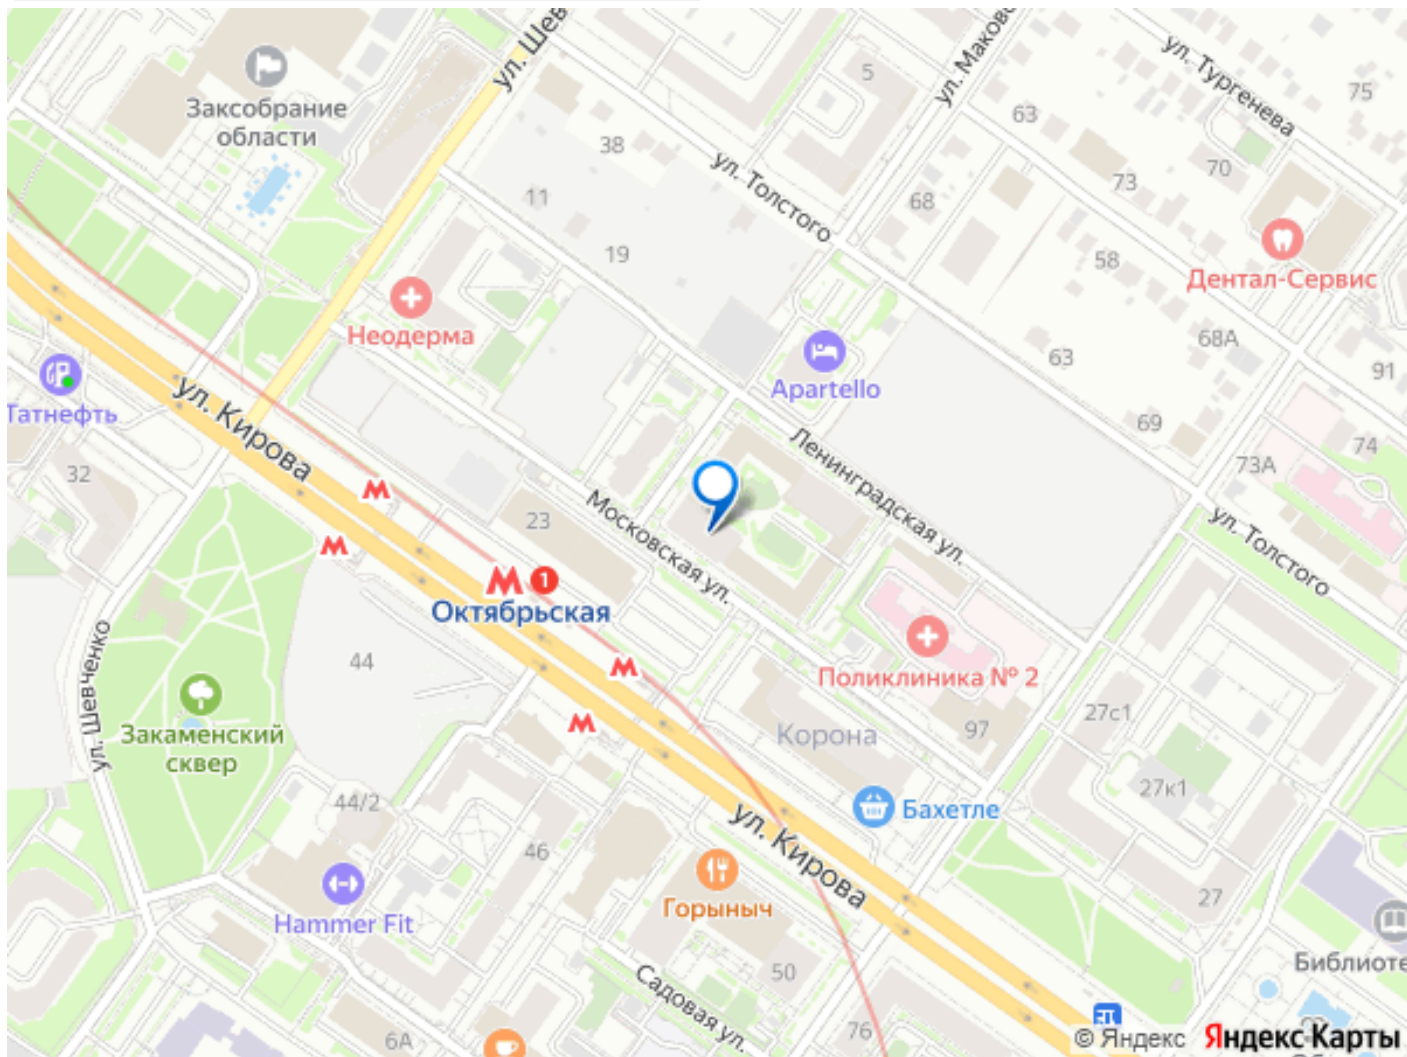 ул. Шев
ул. Маков
ул. Тургенева
5
75
63
Заксобрание
области
38
ул. Толстого
73
70
11
68
19
58
Дентал-Сервис
Неодерма
68А
63
Apartello
91
Татнефть
ул. Кирова
69
74
73А
32
Ленинградская ул.
23
Московская ул.
ул. Толстого
1
Октябрьская
ул. Шевченко
44
Поликлиника № 2
27с1
Закаменский
сквер
Корона
97
27к1
44/2
Бахетле
ул. Кирова
46
Горыныч
27
Hammer Fit
Библиоте
50
Садовая ул.
76
6А
© Яндекс Яндекс Карты